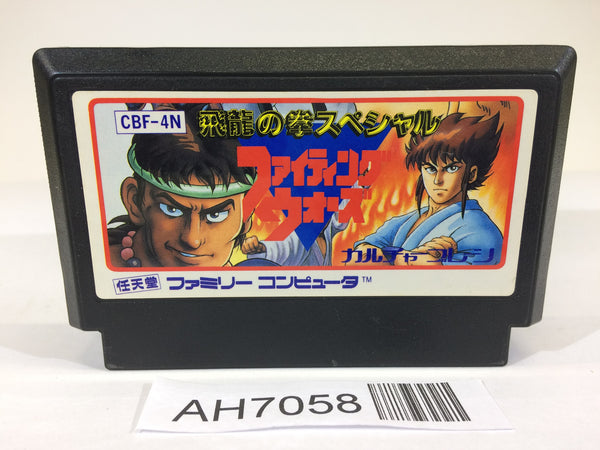 CBF-4N
飛龍の拳スペシャル
ファイティング
ウォーズ
カルチャーブレーン
任天堂 ファミリー コンピュータ™
AH7058